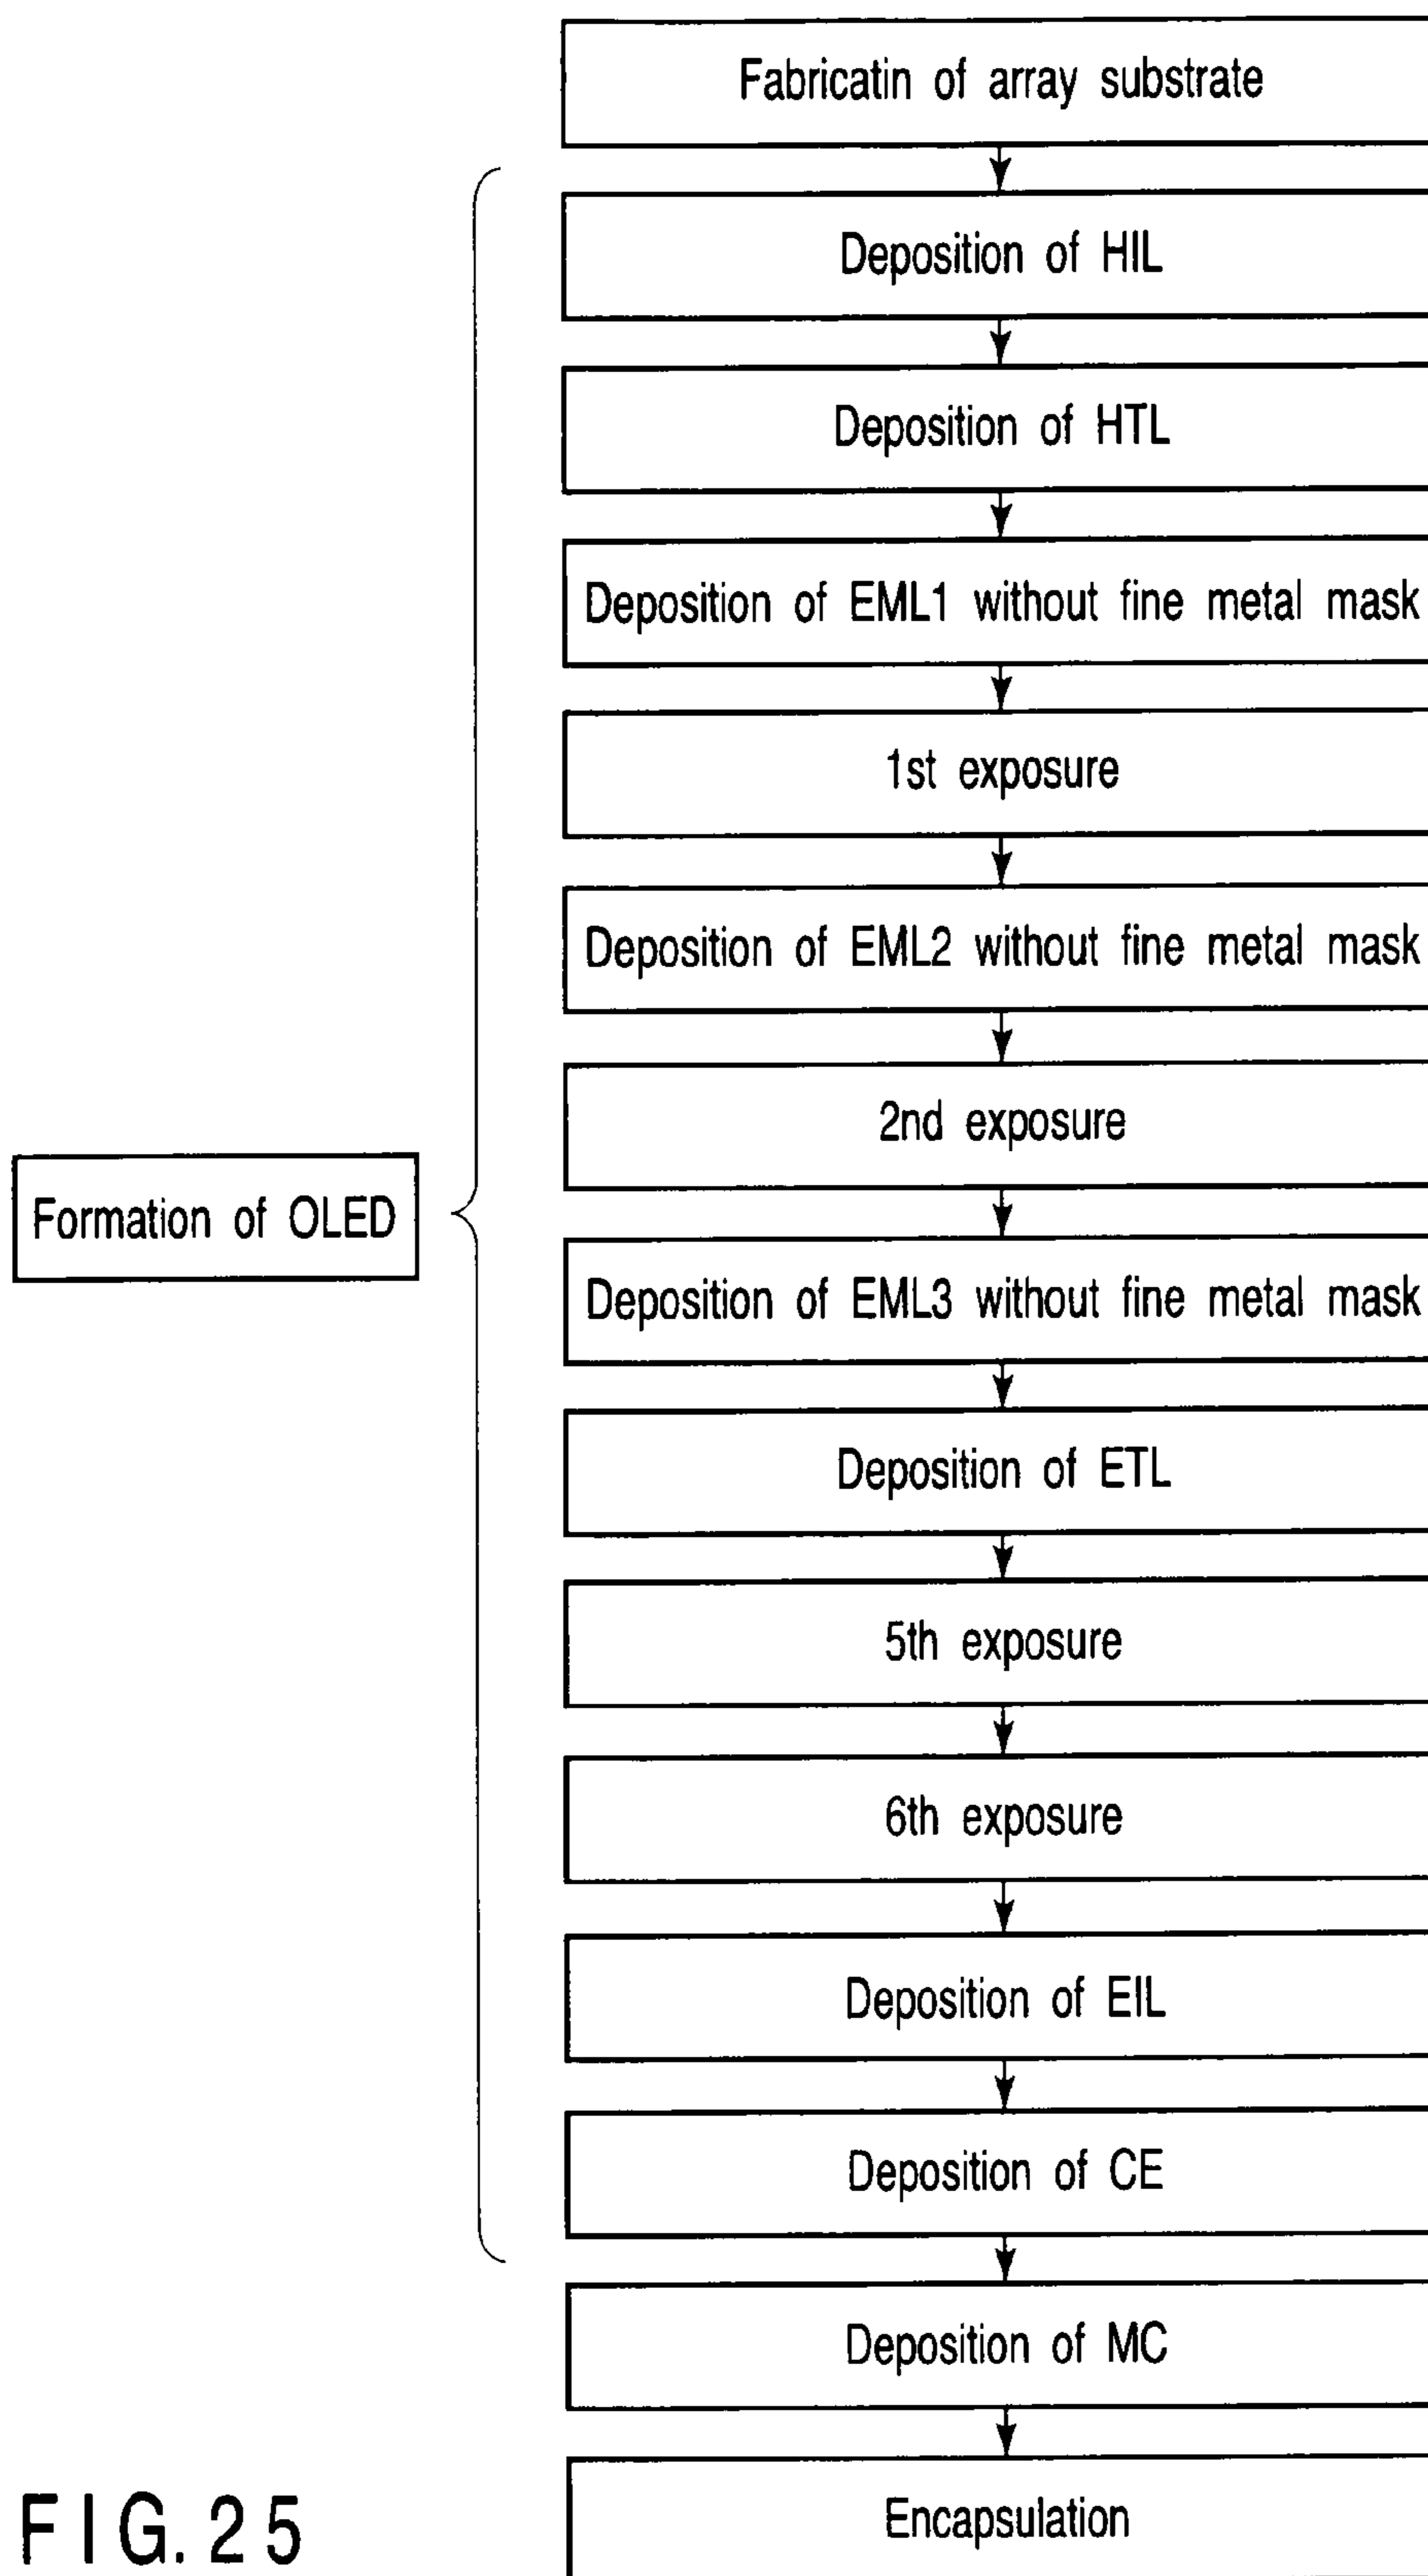 Fabricatin of array substrate
Deposition of HIL
Deposition of HTL
Deposition of EML1 without fine metal mask
1st exposure
Deposition of EML2 without fine metal mask
2nd exposure
Formation of OLED
Deposition of EML3 without fine metal mask
Deposition of ETL
5th exposure
6th exposure
Deposition of EIL
Deposition of CE
Deposition of MC
Encapsulation
FIG. 25